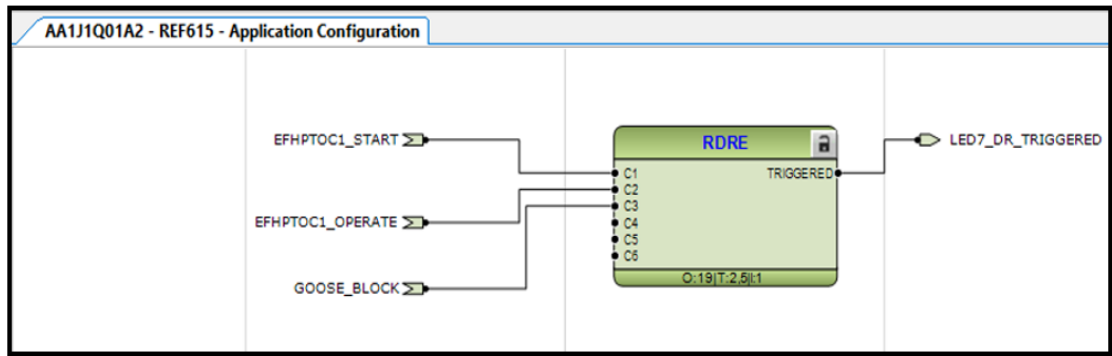 AA1J1Q01A2 - REF615 - Application Configuration
EFHPTOC1_START
EFHPTOC1_OPERATE
GOOSE_BLOCK
RDRE
C1
C2
C3
C4
C5
C6
TRIGGERED
O:19|T:2,5|I:1
LED7_DR_TRIGGERED